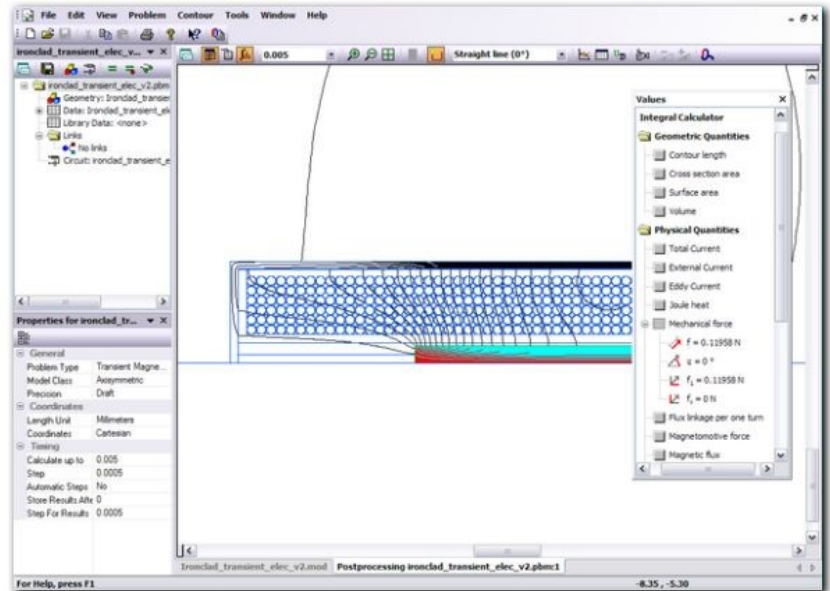 File Edit View Problem Contour Tools Window Help
ironclad_transient_elec_v...
0.005
Straight line (0°)
ironclad_transient_elec_v2.pbm
Geometry: Ironclad_transier
Data: Ironclad_transient_el
Library Data: <none>
Links
No links
Circuit: ironclad_transient_e
Values
Integral Calculator
Geometric Quantities
Contour length
Cross section area
Surface area
Volume
Physical Quantities
Total Current
External Current
Eddy Current
Joule heat
Mechanical force
f = 0.11958 N
= 0 °
= 0.11958 N
= 0 N
Flux linkage per one turn
Magnetomotive force
Magnetic flux
Properties for ironclad_tr...
General
Problem Type Transient Magne...
Model Class Axisymmetric
Precision Draft
Coordinates
Length Unit Millimeters
Coordinates Cartesian
Timing
Calculate up to 0.005
Step 0.0005
Automatic Steps No
Store Results Afte 0
Step For Results 0.0005
Ironclad_transient_elec_v2.mod Postprocessing ironclad_transient_elec_v2.pbm:1
For Help, press F1
-8.35 , -5.30